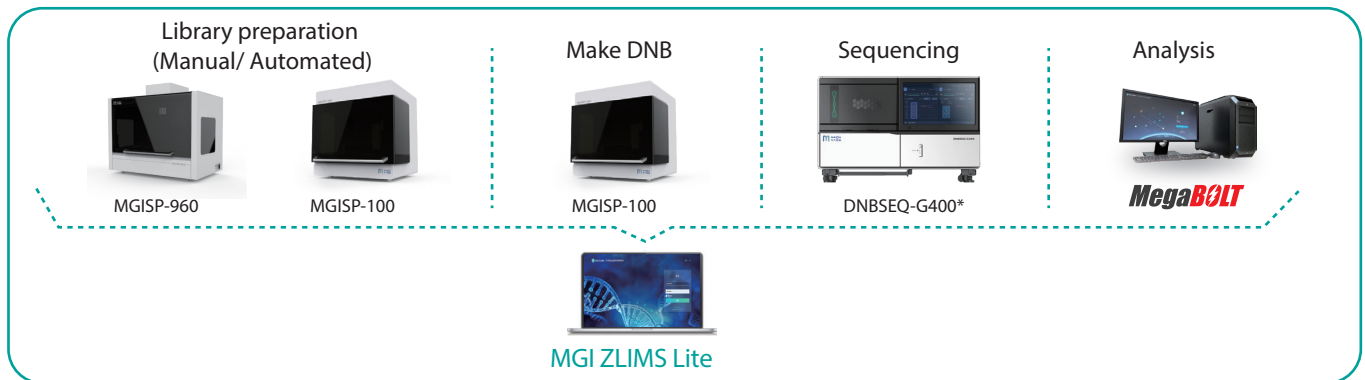 Library preparation
(Manual/ Automated)
Make DNB
Sequencing
Analysis
MGISP-960
MGISP-100
MGISP-100
DNBSEQ-G400*
MegaBOLT
MGI ZLIMS Lite